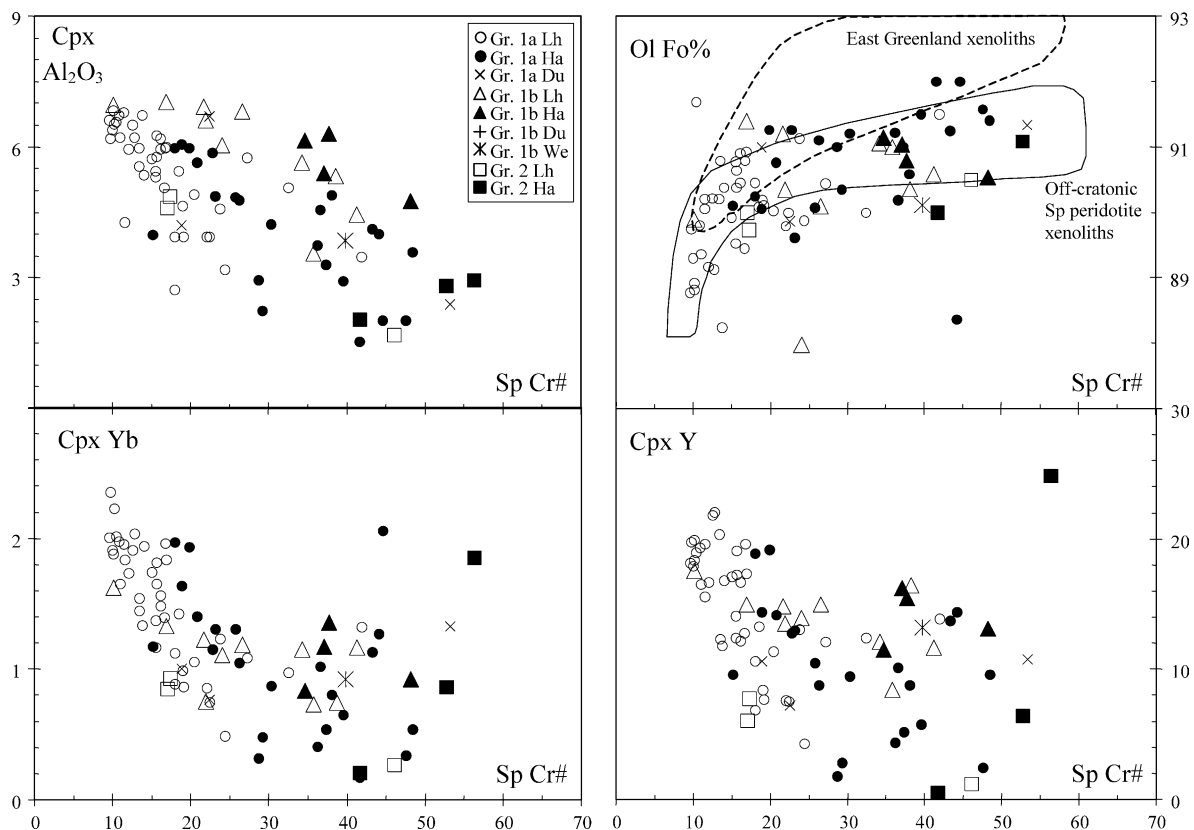 9
6
3
Cpx
Al₂O₃
Gr. 1a Lh
Gr. 1a Ha
Gr. 1a Du
Gr. 1b Lh
Gr. 1b Ha
Gr. 1b Du
Gr. 1b We
Gr. 2 Lh
Gr. 2 Ha
Sp Cr#
Ol Fo%
East Greenland xenoliths
Off-cratonic
Sp peridotite
xenoliths
Sp Cr#
93
91
89
Cpx Yb
2
1
0
Sp Cr#
0 10 20 30 40 50 60 70
Cpx Y
30
20
10
0
Sp Cr#
10 20 30 40 50 60 70